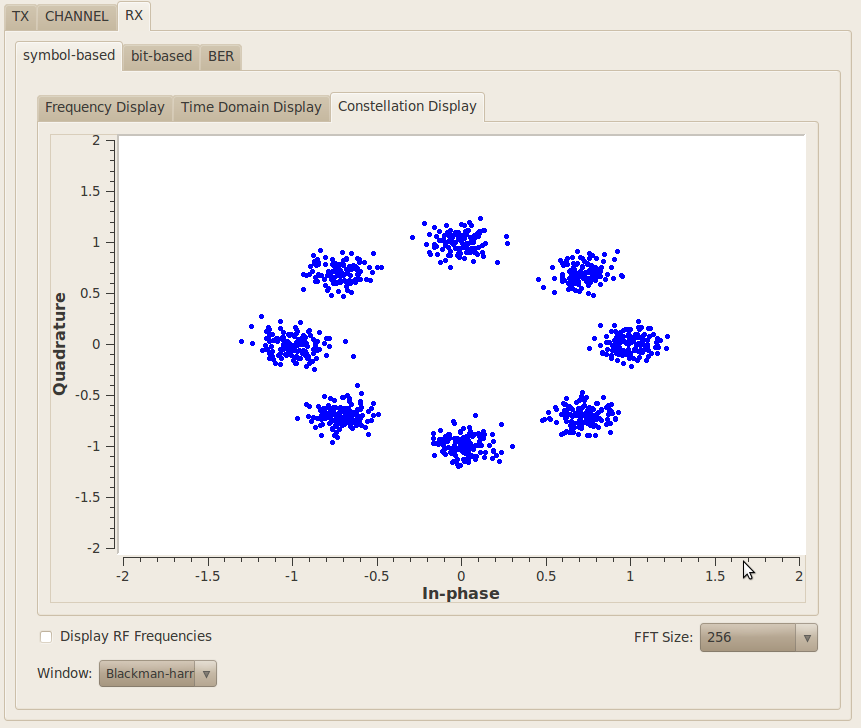 TX CHANNEL RX
symbol-based bit-based BER
Frequency Display Time Domain Display Constellation Display
2
1.5
1
0.5
0
-0.5
-1
-1.5
-2
Quadrature
-2 -1.5 -1 -0.5 0 0.5 1 1.5 2
In-phase
Display RF Frequencies FFT Size: 256
Window: Blackman-harr